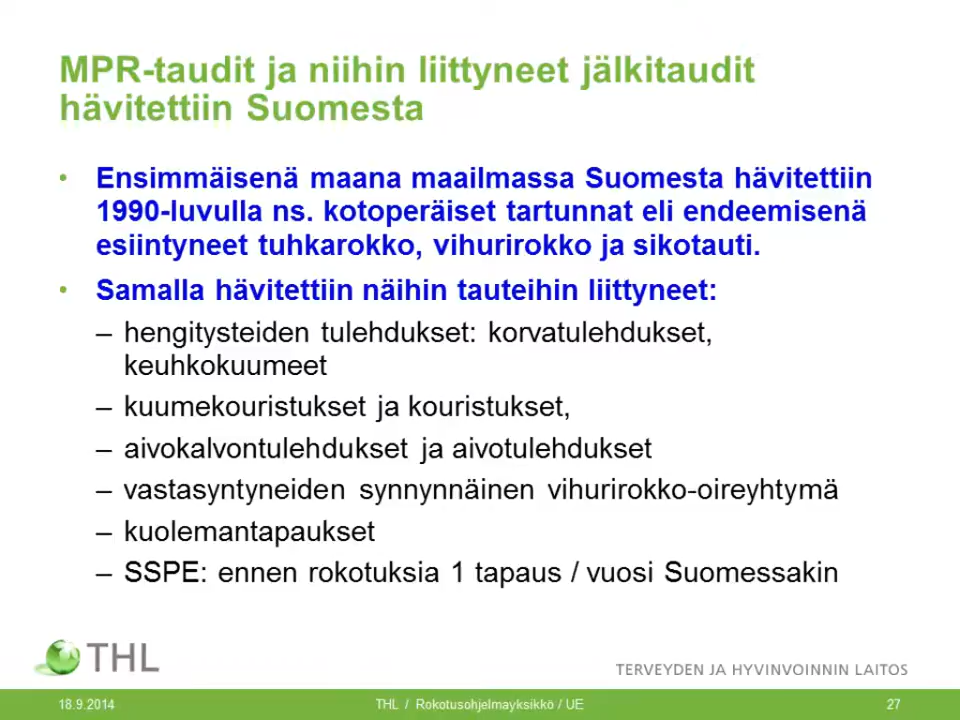 MPR-taudit ja niihin liittyneet jälkitaudit
hävitettiin Suomesta
• Ensimmäisenä maana maailmassa Suomesta hävitettiin
1990-luvulla ns. kotoperäiset tartunnat eli endeemisenä
esiintyneet tuhkarokko, vihurirokko ja sikotauti.
• Samalla hävitettiin näihin tauteihin liittyneet:
– hengitysteiden tulehdukset: korvatulehdukset,
keuhkokuumeet
– kuumekouristukset ja kouristukset,
– aivokalvontulehdukset ja aivotulehdukset
– vastasyntyneiden synnynnäinen vihurirokko-oireyhtymä
– kuolemantapaukset
– SSPE: ennen rokotuksia 1 tapaus / vuosi Suomessakin
THL
TERVEYDEN JA HYVINVOINNIN LAITOS
18.9.2014 THL / Rokotusohjelmayksikkö / UE 27